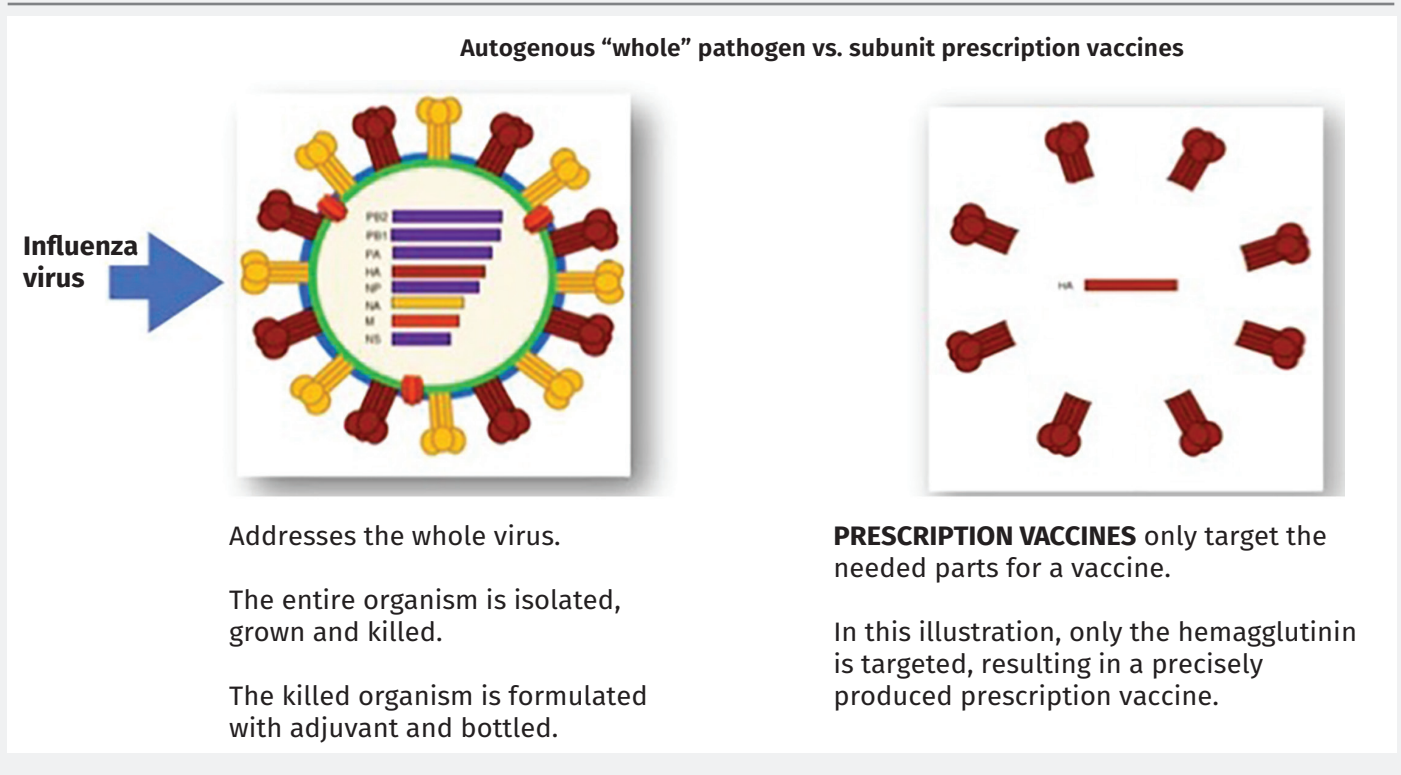 Autogenous “whole” pathogen vs. subunit prescription vaccines
Influenza
virus
PB2
PB1
PA
HA
NP
NA
M
NS
HA
Addresses the whole virus.
The entire organism is isolated,
grown and killed.
The killed organism is formulated
with adjuvant and bottled.
PRESCRIPTION VACCINES only target the
needed parts for a vaccine.
In this illustration, only the hemagglutinin
is targeted, resulting in a precisely
produced prescription vaccine.